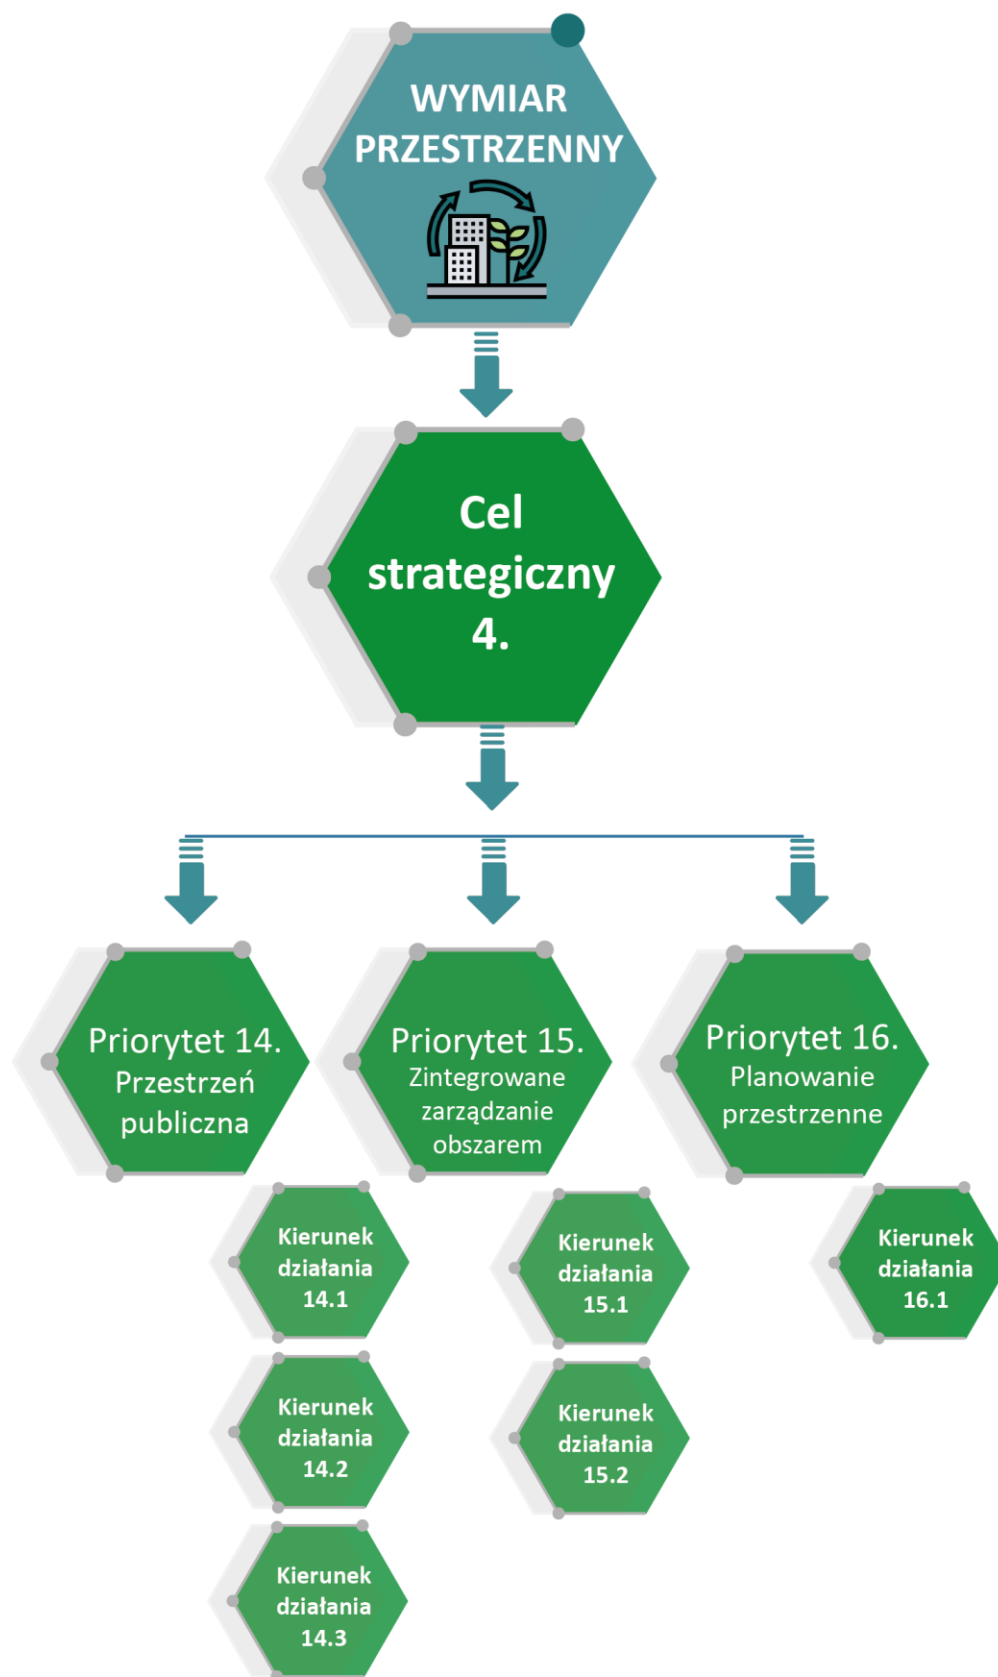 WYMIAR
PRZESTRZENNY
Cel
strategiczny
4.
Priorytet 14.
Przestrzeń
publiczna
Priorytet 15.
Zintegrowane
zarządzanie
obszarem
Priorytet 16.
Planowanie
przestrzenne
Kierunek
działania
14.1
Kierunek
działania
15.1
Kierunek
działania
16.1
Kierunek
działania
14.2
Kierunek
działania
15.2
Kierunek
działania
14.3